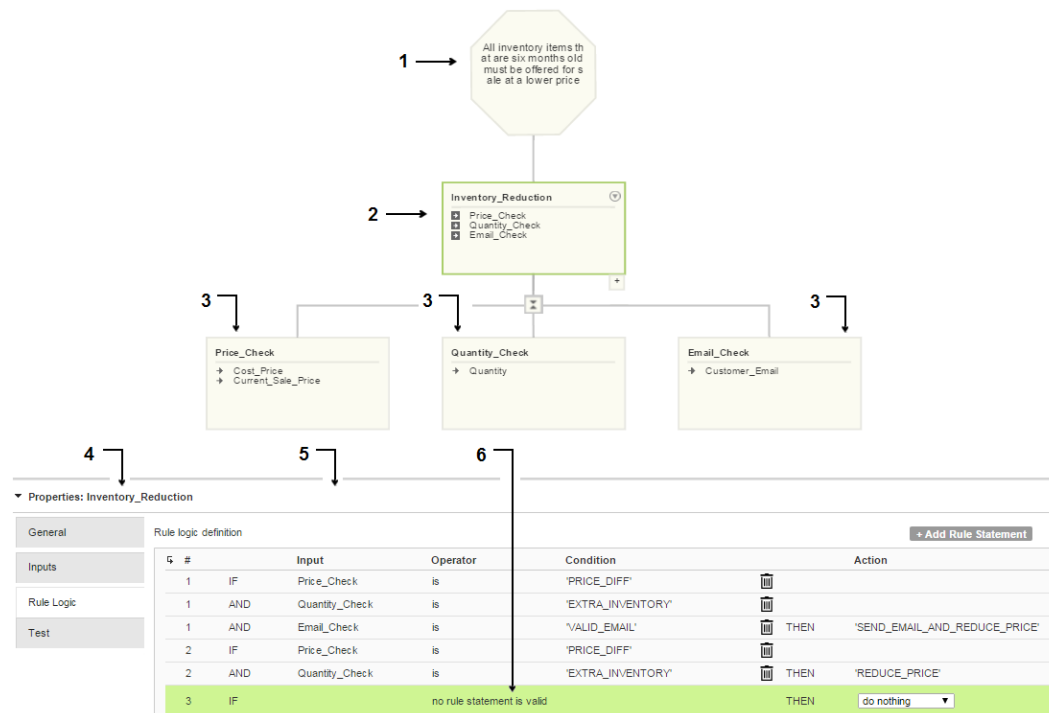 1
All inventory items th
at are six months old
must be offered for s
ale at a lower price
2
Inventory_Reduction
Price_Check
Quantity_Check
Email_Check
+
3
3
3
Price_Check
Cost_Price
Current_Sale_Price
Quantity_Check
Quantity
Email_Check
Customer_Email
4
5
6
Properties: Inventory_Reduction
General
Inputs
Rule Logic
Test
Rule logic definition
+ Add Rule Statement
# Input Operator Condition Action
1 IF Price_Check is 'PRICE_DIFF'
1 AND Quantity_Check is 'EXTRA_INVENTORY'
1 AND Email_Check is 'VALID_EMAIL' THEN 'SEND_EMAIL_AND_REDUCE_PRICE'
2 IF Price_Check is 'PRICE_DIFF'
2 AND Quantity_Check is 'EXTRA_INVENTORY' THEN 'REDUCE_PRICE'
3 IF no rule statement is valid THEN do nothing